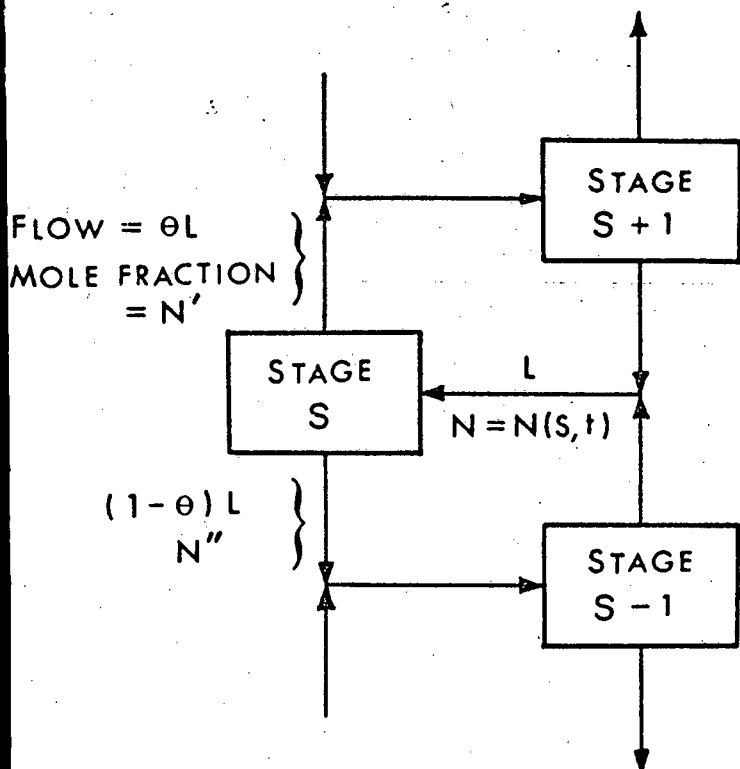 STAGE
S + 1
FLOW = θL
MOLE FRACTION
= N′
STAGE
S
L
N = N(S,t)
(1-θ) L
N″
STAGE
S - 1